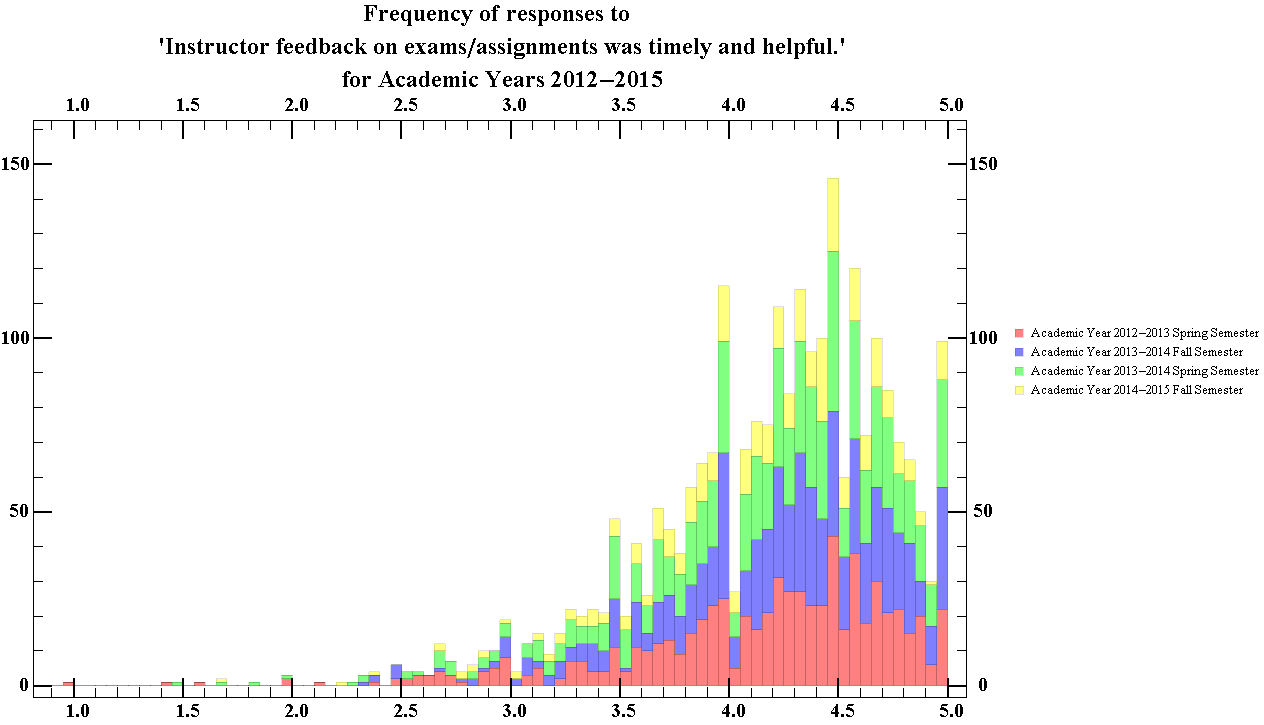 Frequency of responses to
'Instructor feedback on exams/assignments was timely and helpful.'
for Academic Years 2012–2015
1.0 1.5 2.0 2.5 3.0 3.5 4.0 4.5 5.0
150 150
100 100
Academic Year 2012–2013 Spring Semester
Academic Year 2013–2014 Fall Semester
Academic Year 2013–2014 Spring Semester
Academic Year 2014–2015 Fall Semester
50 50
0 0
1.0 1.5 2.0 2.5 3.0 3.5 4.0 4.5 5.0